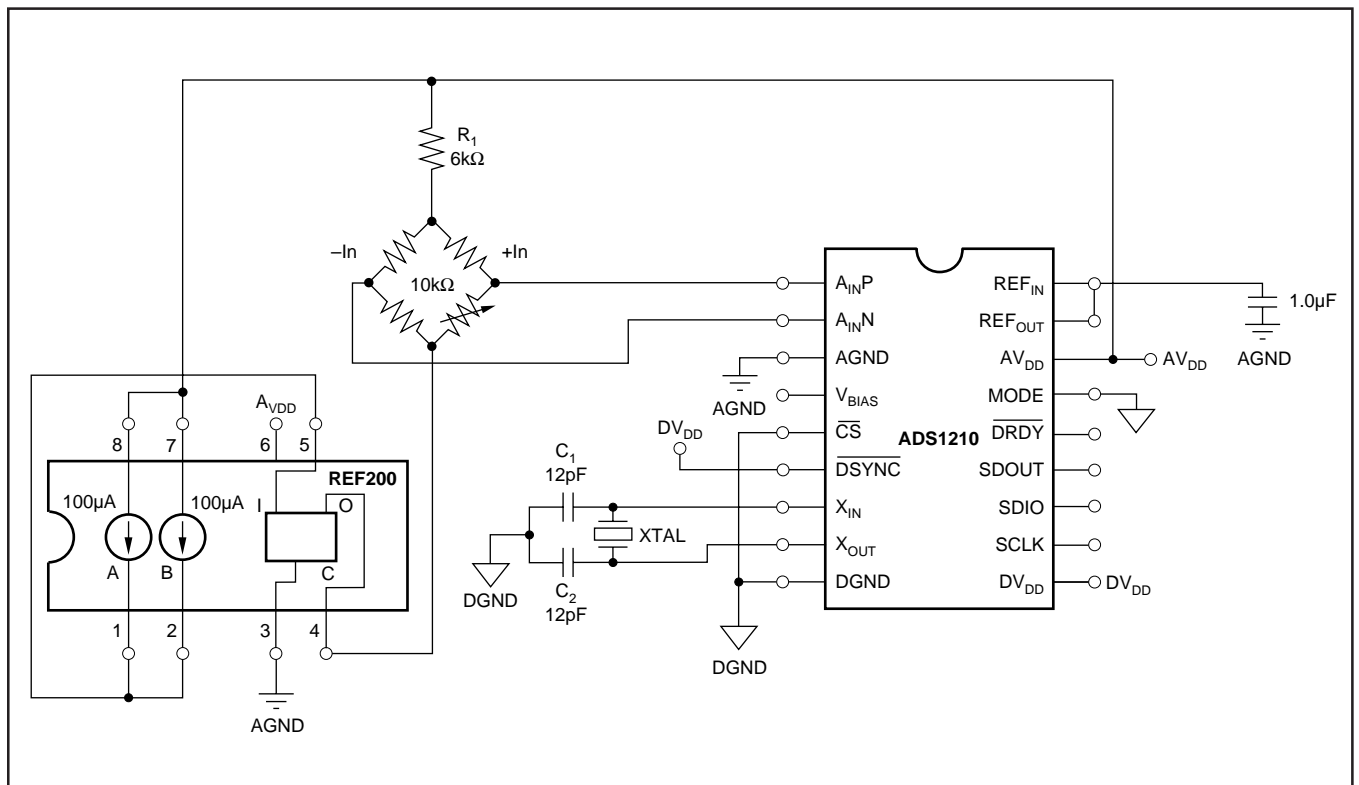 R1
6kΩ
–In
+In
10kΩ
AINP
AINN
AGND
VBIAS
CS
DSYNC
XIN
XOUT
DGND
ADS1210
REFIN
REFOUT
AVDD
MODE
DRDY
SDOUT
SDIO
SCLK
DVDD
1.0µF
AGND
AVDD
DVDD
AGND
DVDD
C1
12pF
XTAL
C2
12pF
DGND
DGND
AVDD
8
7
6
5
REF200
100µA
100µA
I
O
A
B
C
1
2
3
4
AGND